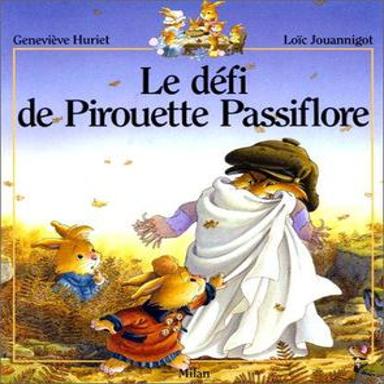 Geneviève Huriet
Loïc Jouannigot
Le défi
de Pirouette Passiflore
Milan